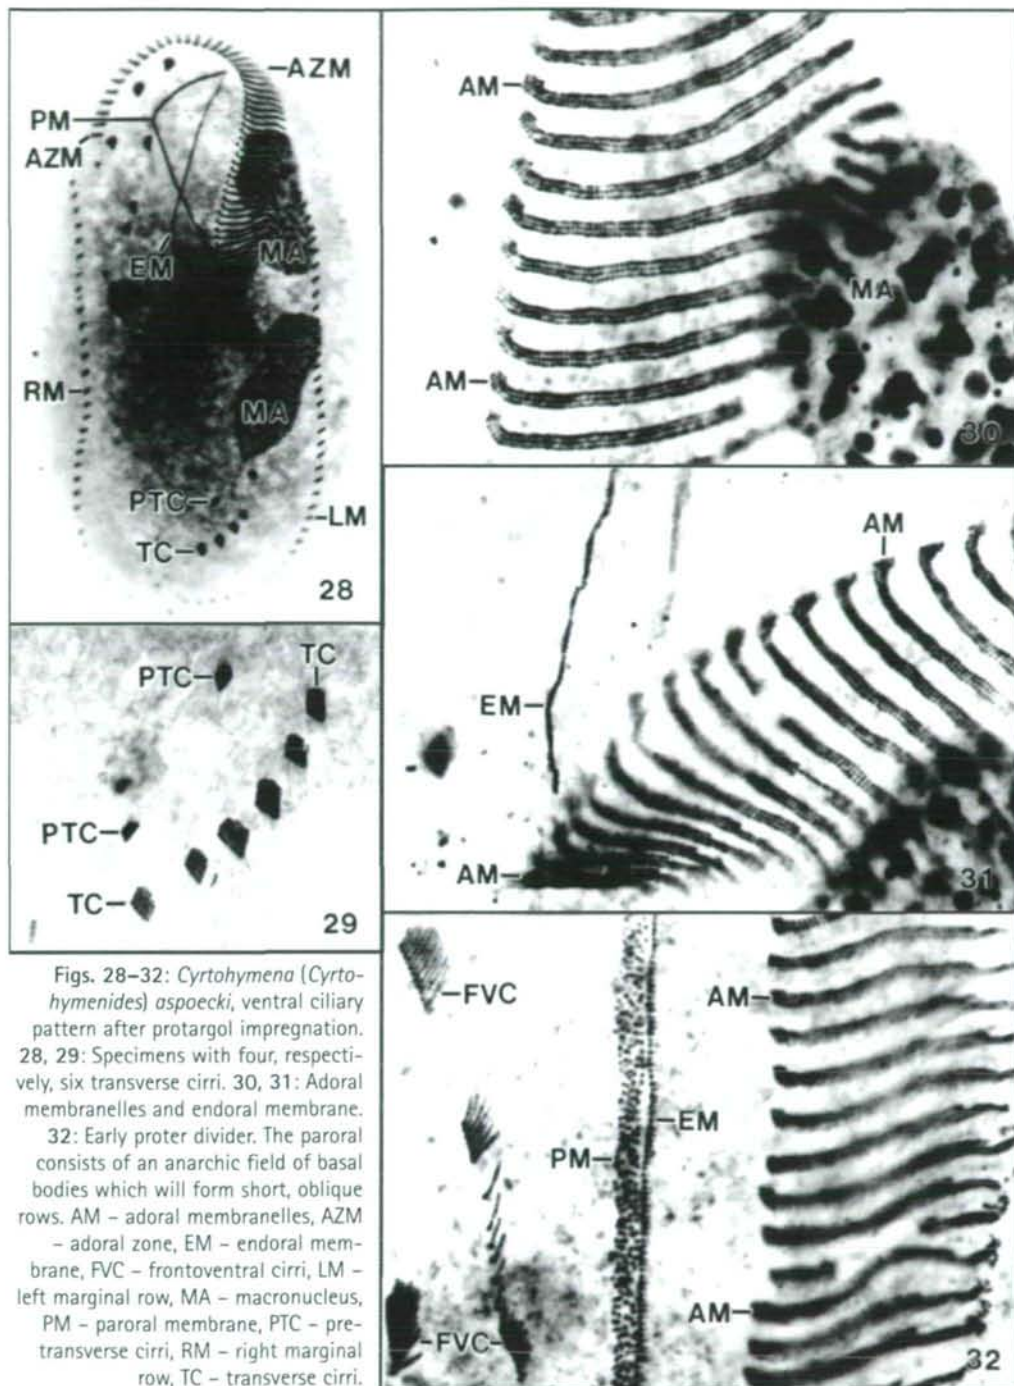 AZM
PM
AZM
EM
MA
RM
MA
PTC
LM
TC
28
AM
MA
AM
30
TC
PTC
PTC
TC
29
AM
EM
AM
31
FVC
AM
EM
PM
AM
FVC
32
Figs. 28–32: Cyrtohymena (Cyrto-
hymenides) aspoecki, ventral ciliary
pattern after protargol impregnation.
28, 29: Specimens with four, respecti-
vely, six transverse cirri. 30, 31: Adoral
membranelles and endoral membrane.
32: Early proter divider. The paroral
consists of an anarchic field of basal
bodies which will form short, oblique
rows. AM – adoral membranelles, AZM
– adoral zone, EM – endoral mem-
brane, FVC – frontoventral cirri, LM –
left marginal row, MA – macronucleus,
PM – paroral membrane, PTC – pre-
transverse cirri, RM – right marginal
row, TC – transverse cirri.